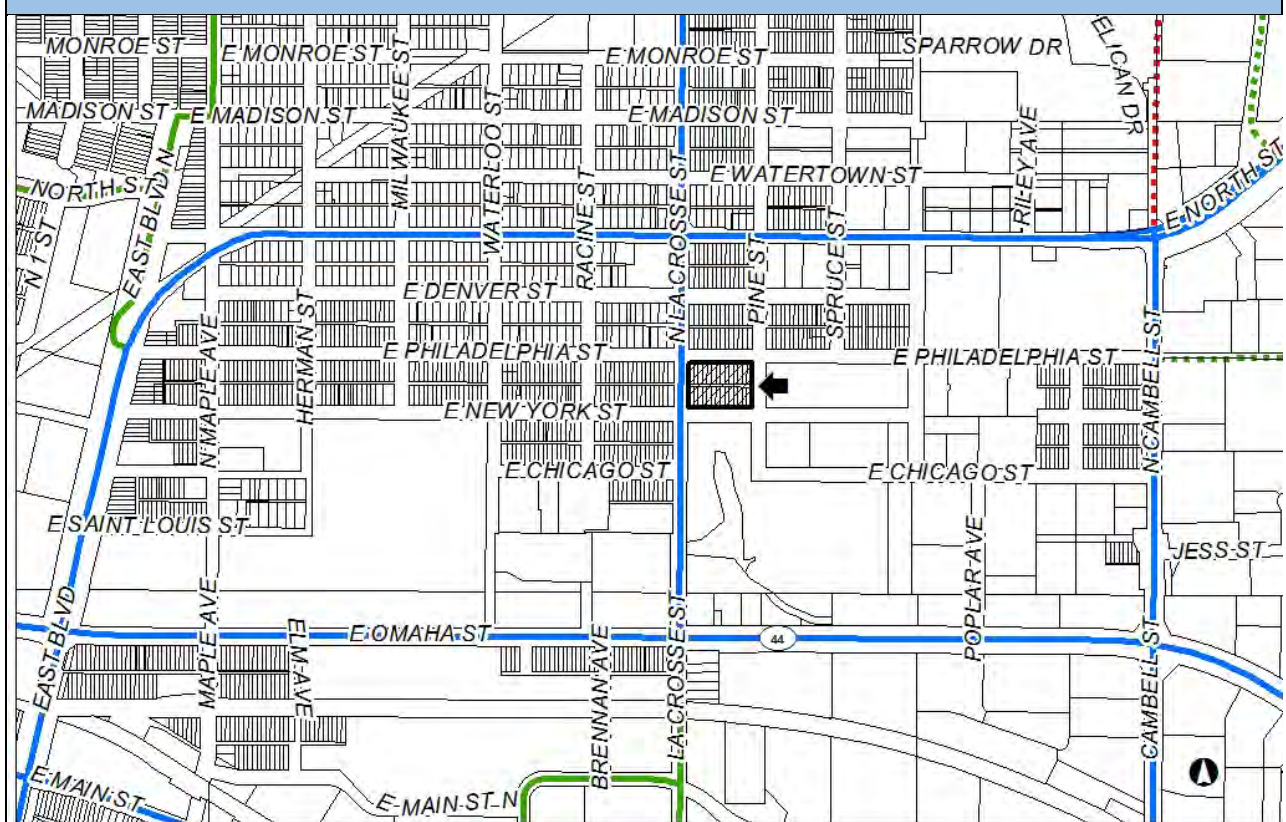 MONROE ST
E MONROE ST
MILWAUKEE ST
E MONROE ST
SPARROW DR
ELICAN DR
MADISON ST
E MADISON ST
WATERLOO ST
E MADISON ST
RILEY AVE
NORTH ST
EAST BLVD N
RACINE ST
N LACROSSE ST
E WATERTOWN ST
E NORTH ST
N 1 ST
E DENVER ST
PINE ST
SPRUCE ST
N MAPLE AVE
HERMAN ST
E PHILADELPHIA ST
E PHILADELPHIA ST
N CAMBELL ST
E NEW YORK ST
E CHICAGO ST
E CHICAGO ST
E SAINT LOUIS ST
JESS ST
EAST BLVD
MAPLE AVE
ELM AVE
E OMAHA ST
BRENNAN AVE
LACROSSE ST
44
POPLAR AVE
CAMBELL ST
E MAIN ST
E MAIN ST N